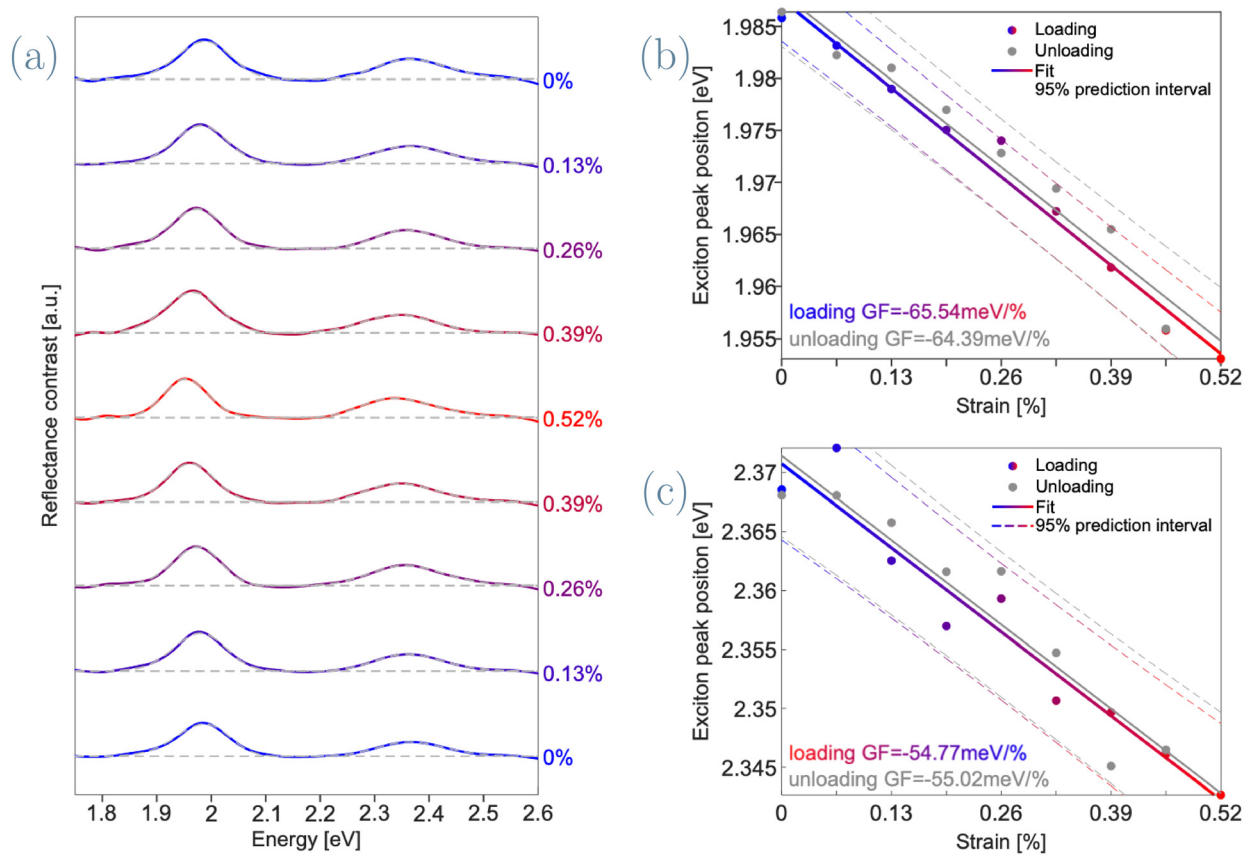 (a)
Reflectance contrast [a.u.]
0%
0.13%
0.26%
0.39%
0.52%
0.39%
0.26%
0.13%
0%
1.8 1.9 2 2.1 2.2 2.3 2.4 2.5 2.6
Energy [eV]
(b)
Exciton peak positon [eV]
1.985
1.98
1.975
1.97
1.965
1.96
1.955
Loading
Unloading
Fit
95% prediction interval
loading GF=-65.54meV/%
unloading GF=-64.39meV/%
0 0.13 0.26 0.39 0.52
Strain [%]
(c)
Exciton peak positon [eV]
2.37
2.365
2.36
2.355
2.35
2.345
Loading
Unloading
Fit
95% prediction interval
loading GF=-54.77meV/%
unloading GF=-55.02meV/%
0 0.13 0.26 0.39 0.52
Strain [%]